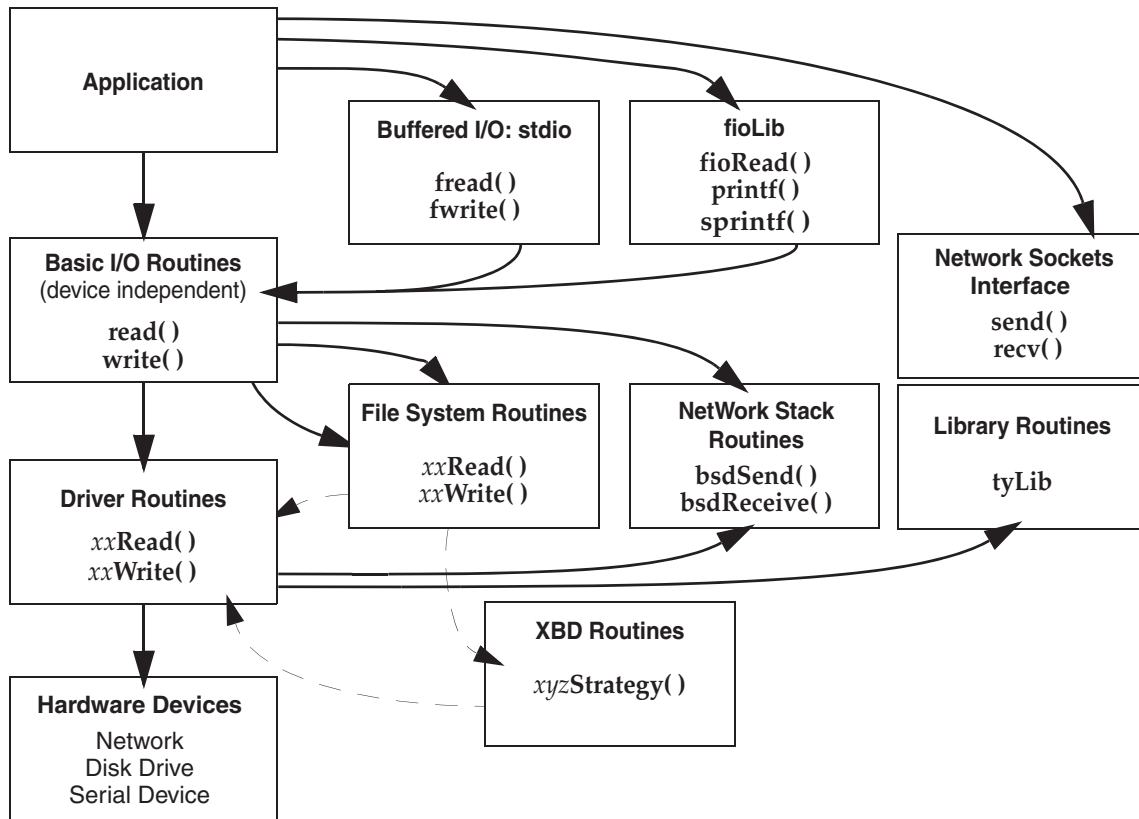 Application
Buffered I/O: stdio
fread( )
fwrite( )
fioLib
fioRead( )
printf( )
sprintf( )
Basic I/O Routines
(device independent)
read( )
write( )
Network Sockets
Interface
send( )
recv( )
File System Routines
xxRead( )
xxWrite( )
NetWork Stack
Routines
bsdSend( )
bsdReceive( )
Library Routines
tyLib
Driver Routines
xxRead( )
xxWrite( )
XBD Routines
xyzStrategy( )
Hardware Devices
Network
Disk Drive
Serial Device